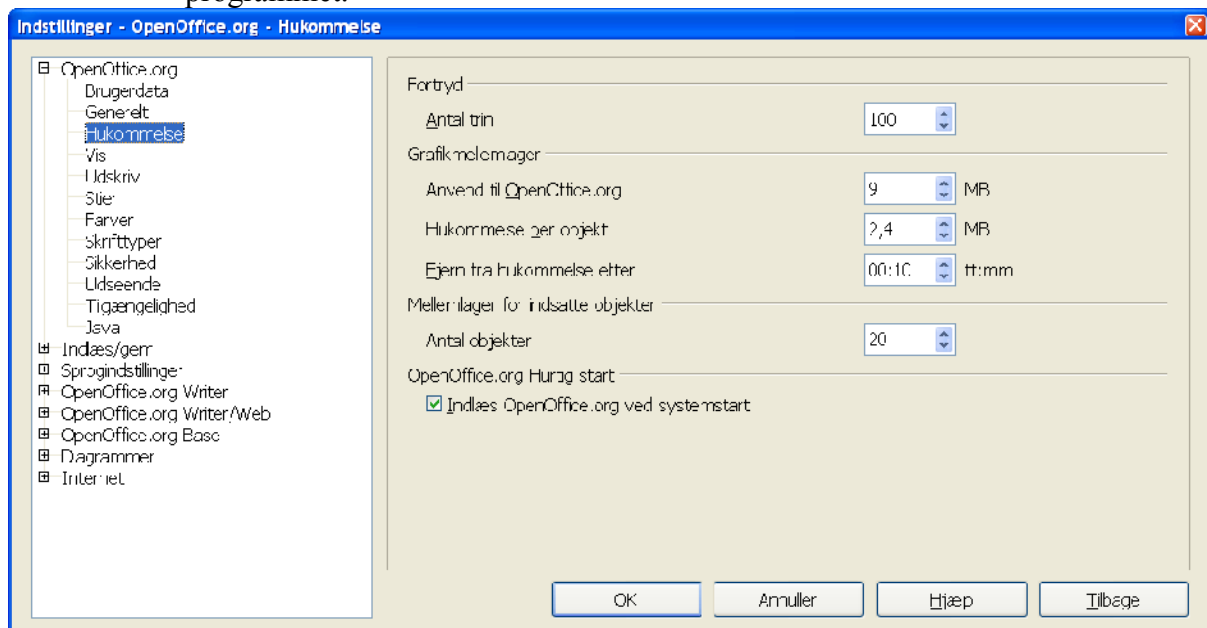 programmet.
Indstillinger - OpenOffice.org - Hukommelse
OpenOffice.org
Brugerdata
Generelt
Hukommelse
Vis
Udskriv
Stier
Farver
Skrifttyper
Sikkerhed
Udseende
Tilgængelighed
Java
Indlæs/gem
Sprogindstillinger
OpenOffice.org Writer
OpenOffice.org Writer/Web
OpenOffice.org Base
Diagrammer
Internet
Fortryd
Antal trin 100
Grafikmellemlager
Anvend til OpenOffice.org 9 MB
Hukommelse per objekt 2,4 MB
Fjern fra hukommelse efter 00:10 tt:mm
Mellemlager for indsatte objekter
Antal objekter 20
OpenOffice.org Hurtig start
Indlæs OpenOffice.org ved systemstart
OK Annuller Hjælp Tilbage